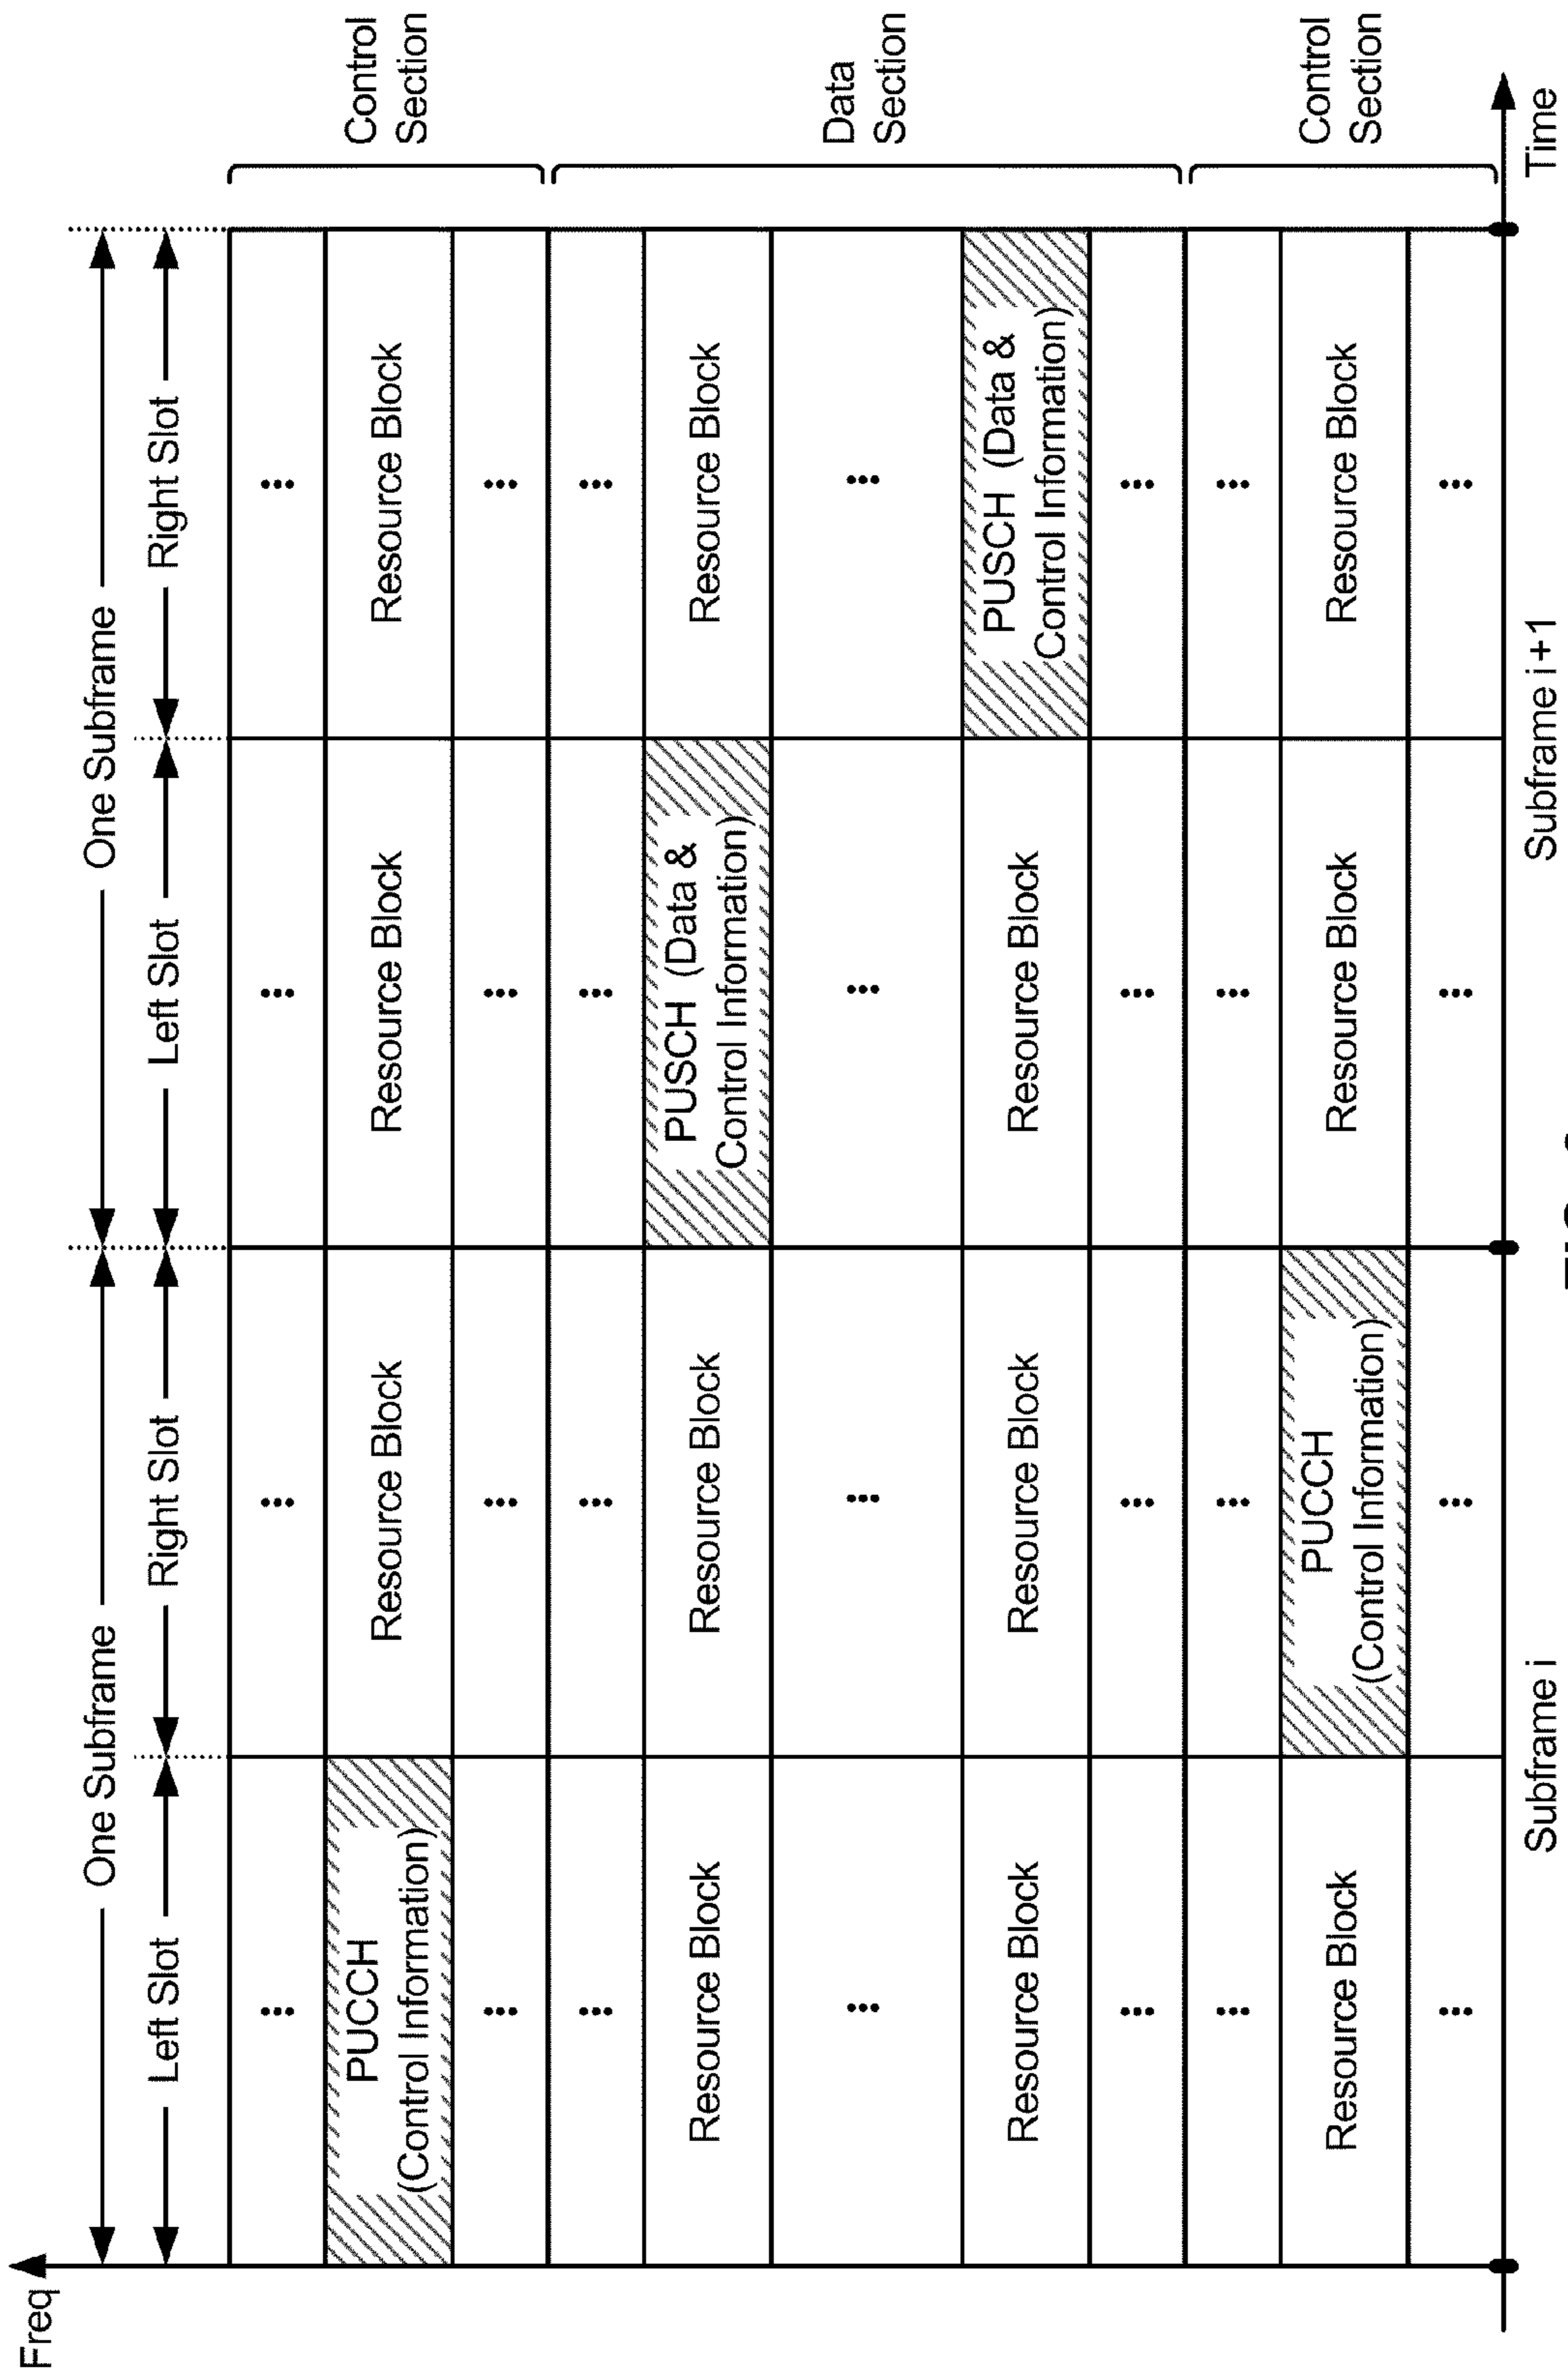 Freq
One Subframe
One Subframe
Left Slot
Right Slot
Left Slot
Right Slot
...
...
...
...
PUCCH
(Control Information)
Resource Block
Resource Block
Resource Block
Control
Section
...
...
...
...
...
...
...
...
Resource Block
Resource Block
PUSCH (Data &
Control Information)
Resource Block
...
...
...
...
Data
Section
Resource Block
Resource Block
Resource Block
PUSCH (Data &
Control Information)
...
...
...
...
...
...
...
...
Resource Block
PUCCH
(Control Information)
Resource Block
Resource Block
Control
Section
...
...
...
...
Subframe i
Subframe i+1
Time